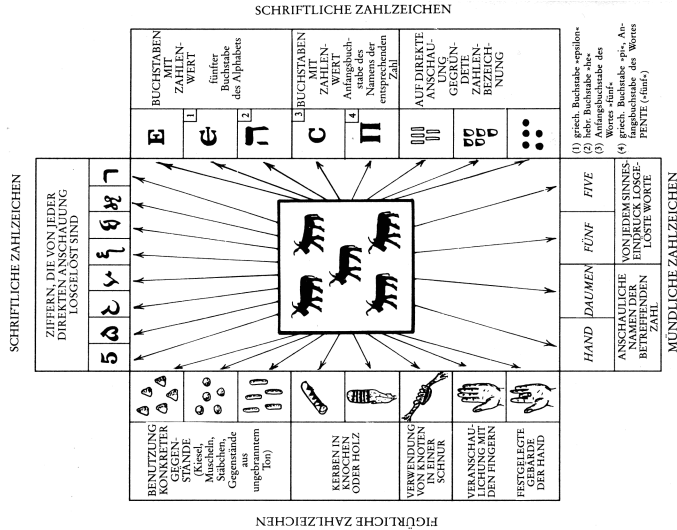 SCHRIFTLICHE ZAHLZEICHEN
BUCHSTABEN
MIT
ZAHLEN-
WERT
fünfter
Buchstabe
des Alphabets
BUCHSTABEN
MIT
ZAHLEN-
WERT
Anfangsbuch-
stabe des
Namens der
entsprechenden
Zahl
AUF DIREKTE
ANSCHAU-
UNG
GEGRÜN-
DETE
ZAHLEN-
BEZEICH-
NUNG
E
1
Є
2
ה
3
C
4
Π
(1) griech. Buchstabe »epsilon«
(2) hebr. Buchstabe »he«
(3) Anfangsbuchstabe des
Wortes »fünf«
(4) griech. Buchstabe »pi«, An-
fangsbuchstabe des Wortes
PENTE (»fünf«)
SCHRIFTLICHE ZAHLZEICHEN
ZIFFERN, DIE VON JEDER
DIREKTEN ANSCHAUUNG
LOSGELÖST SIND
5
HAND
DAUMEN
FÜNF
FIVE
ANSCHAULICHE
NAMEN DER
BETREFFENDEN
ZAHL
VON JEDEM SINNES-
EINDRUCK LOSGE-
LÖSTE WORTE
MÜNDLICHE ZAHLZEICHEN
BENUTZUNG
KONKRETER
GEGEN-
STÄNDE
(Kiesel,
Muscheln,
Stäbchen,
Gegenstände
aus
ungebranntem
Ton)
KERBEN IN
KNOCHEN
ODER HOLZ
VERWENDUNG
VON KNOTEN
IN EINER
SCHNUR
VERANSCHAU-
LICHUNG MIT
DEN FINGERN
FESTGELEGTE
GEBÄRDE
DER HAND
FIGÜRLICHE ZAHLZEICHEN